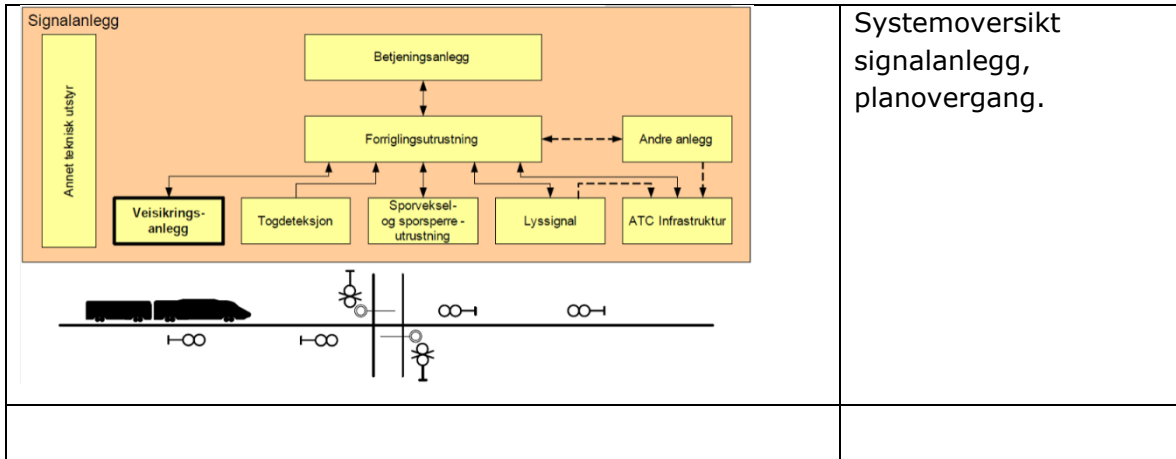 Signalanlegg
Annet teknisk utstyr
Betjeningsanlegg
Forriglingsutrustning
Andre anlegg
Veisikrings-
anlegg
Togdeteksjon
Sporveksel-
og sporsperre -
utrustning
Lyssignal
ATC Infrastruktur
Systemoversikt
signalanlegg,
planovergang.